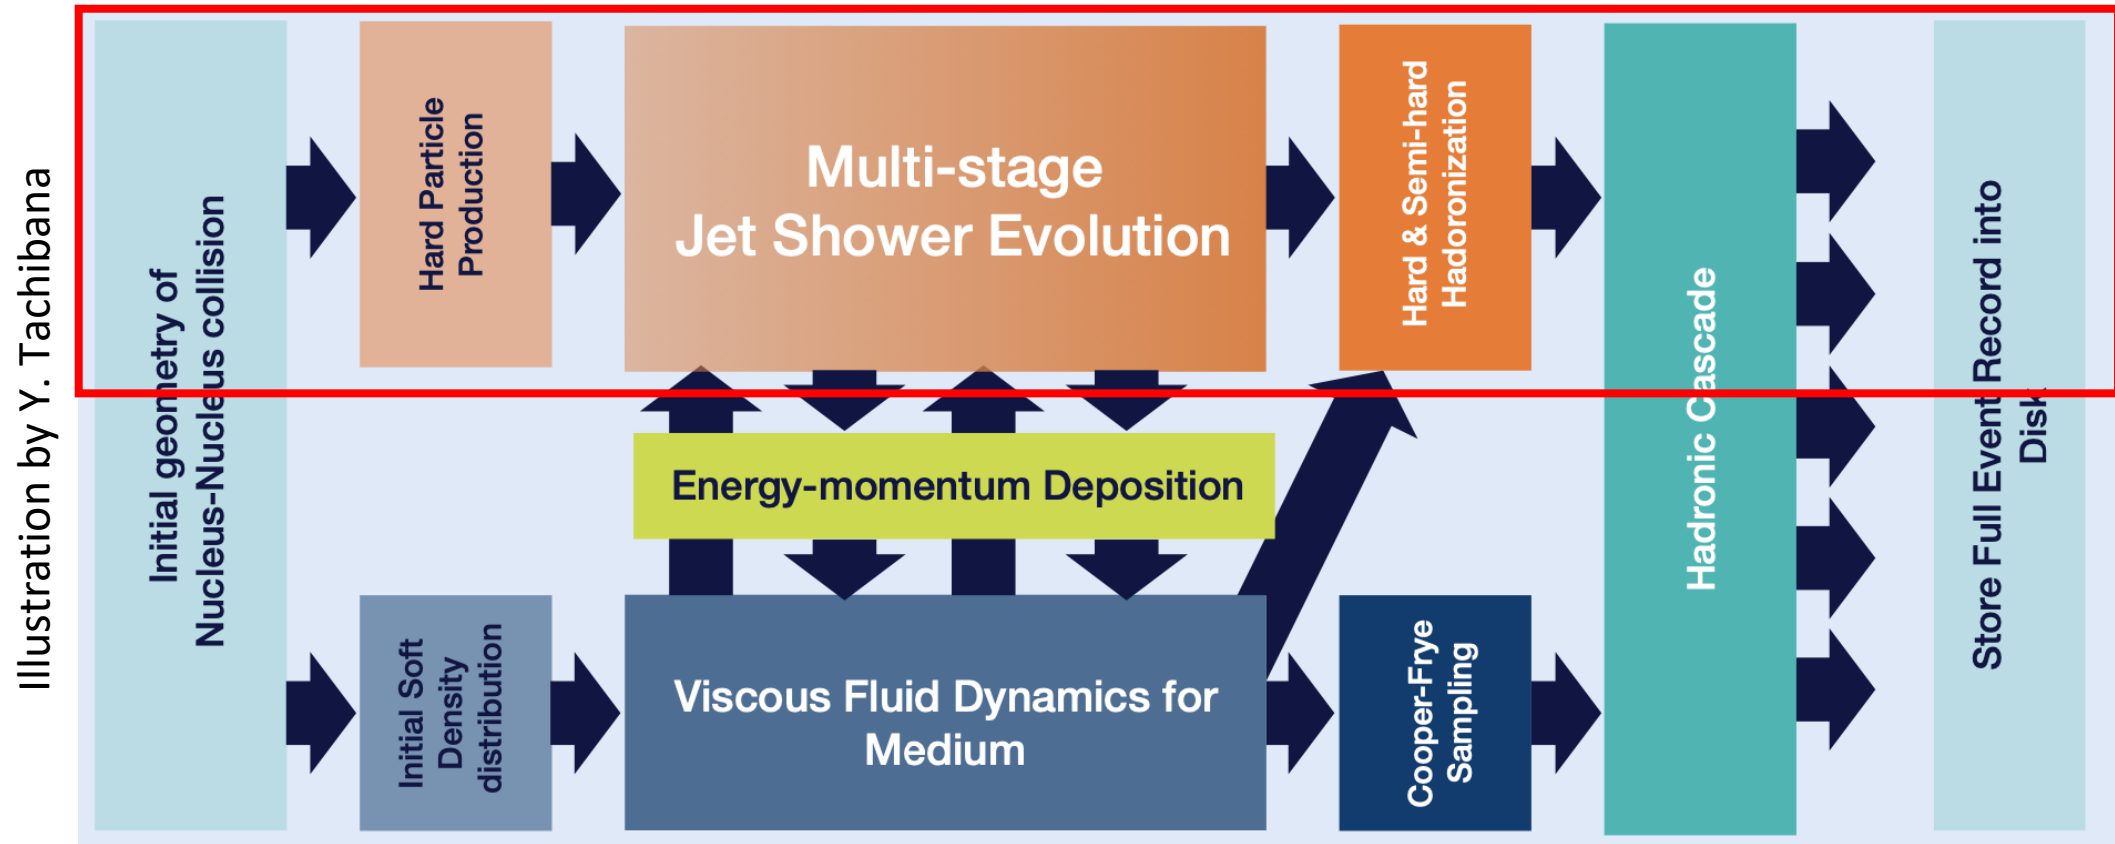 Illustration by Y. Tachibana
Initial geometry of
Nucleus-Nucleus collision
Hard Particle
Production
Multi-stage
Jet Shower Evolution
Hard & Semi-hard
Hadoronization
Hadronic Cascade
Store Full Event Record into
Disk
Energy-momentum Deposition
Initial Soft
Density
distribution
Viscous Fluid Dynamics for
Medium
Cooper-Frye
Sampling